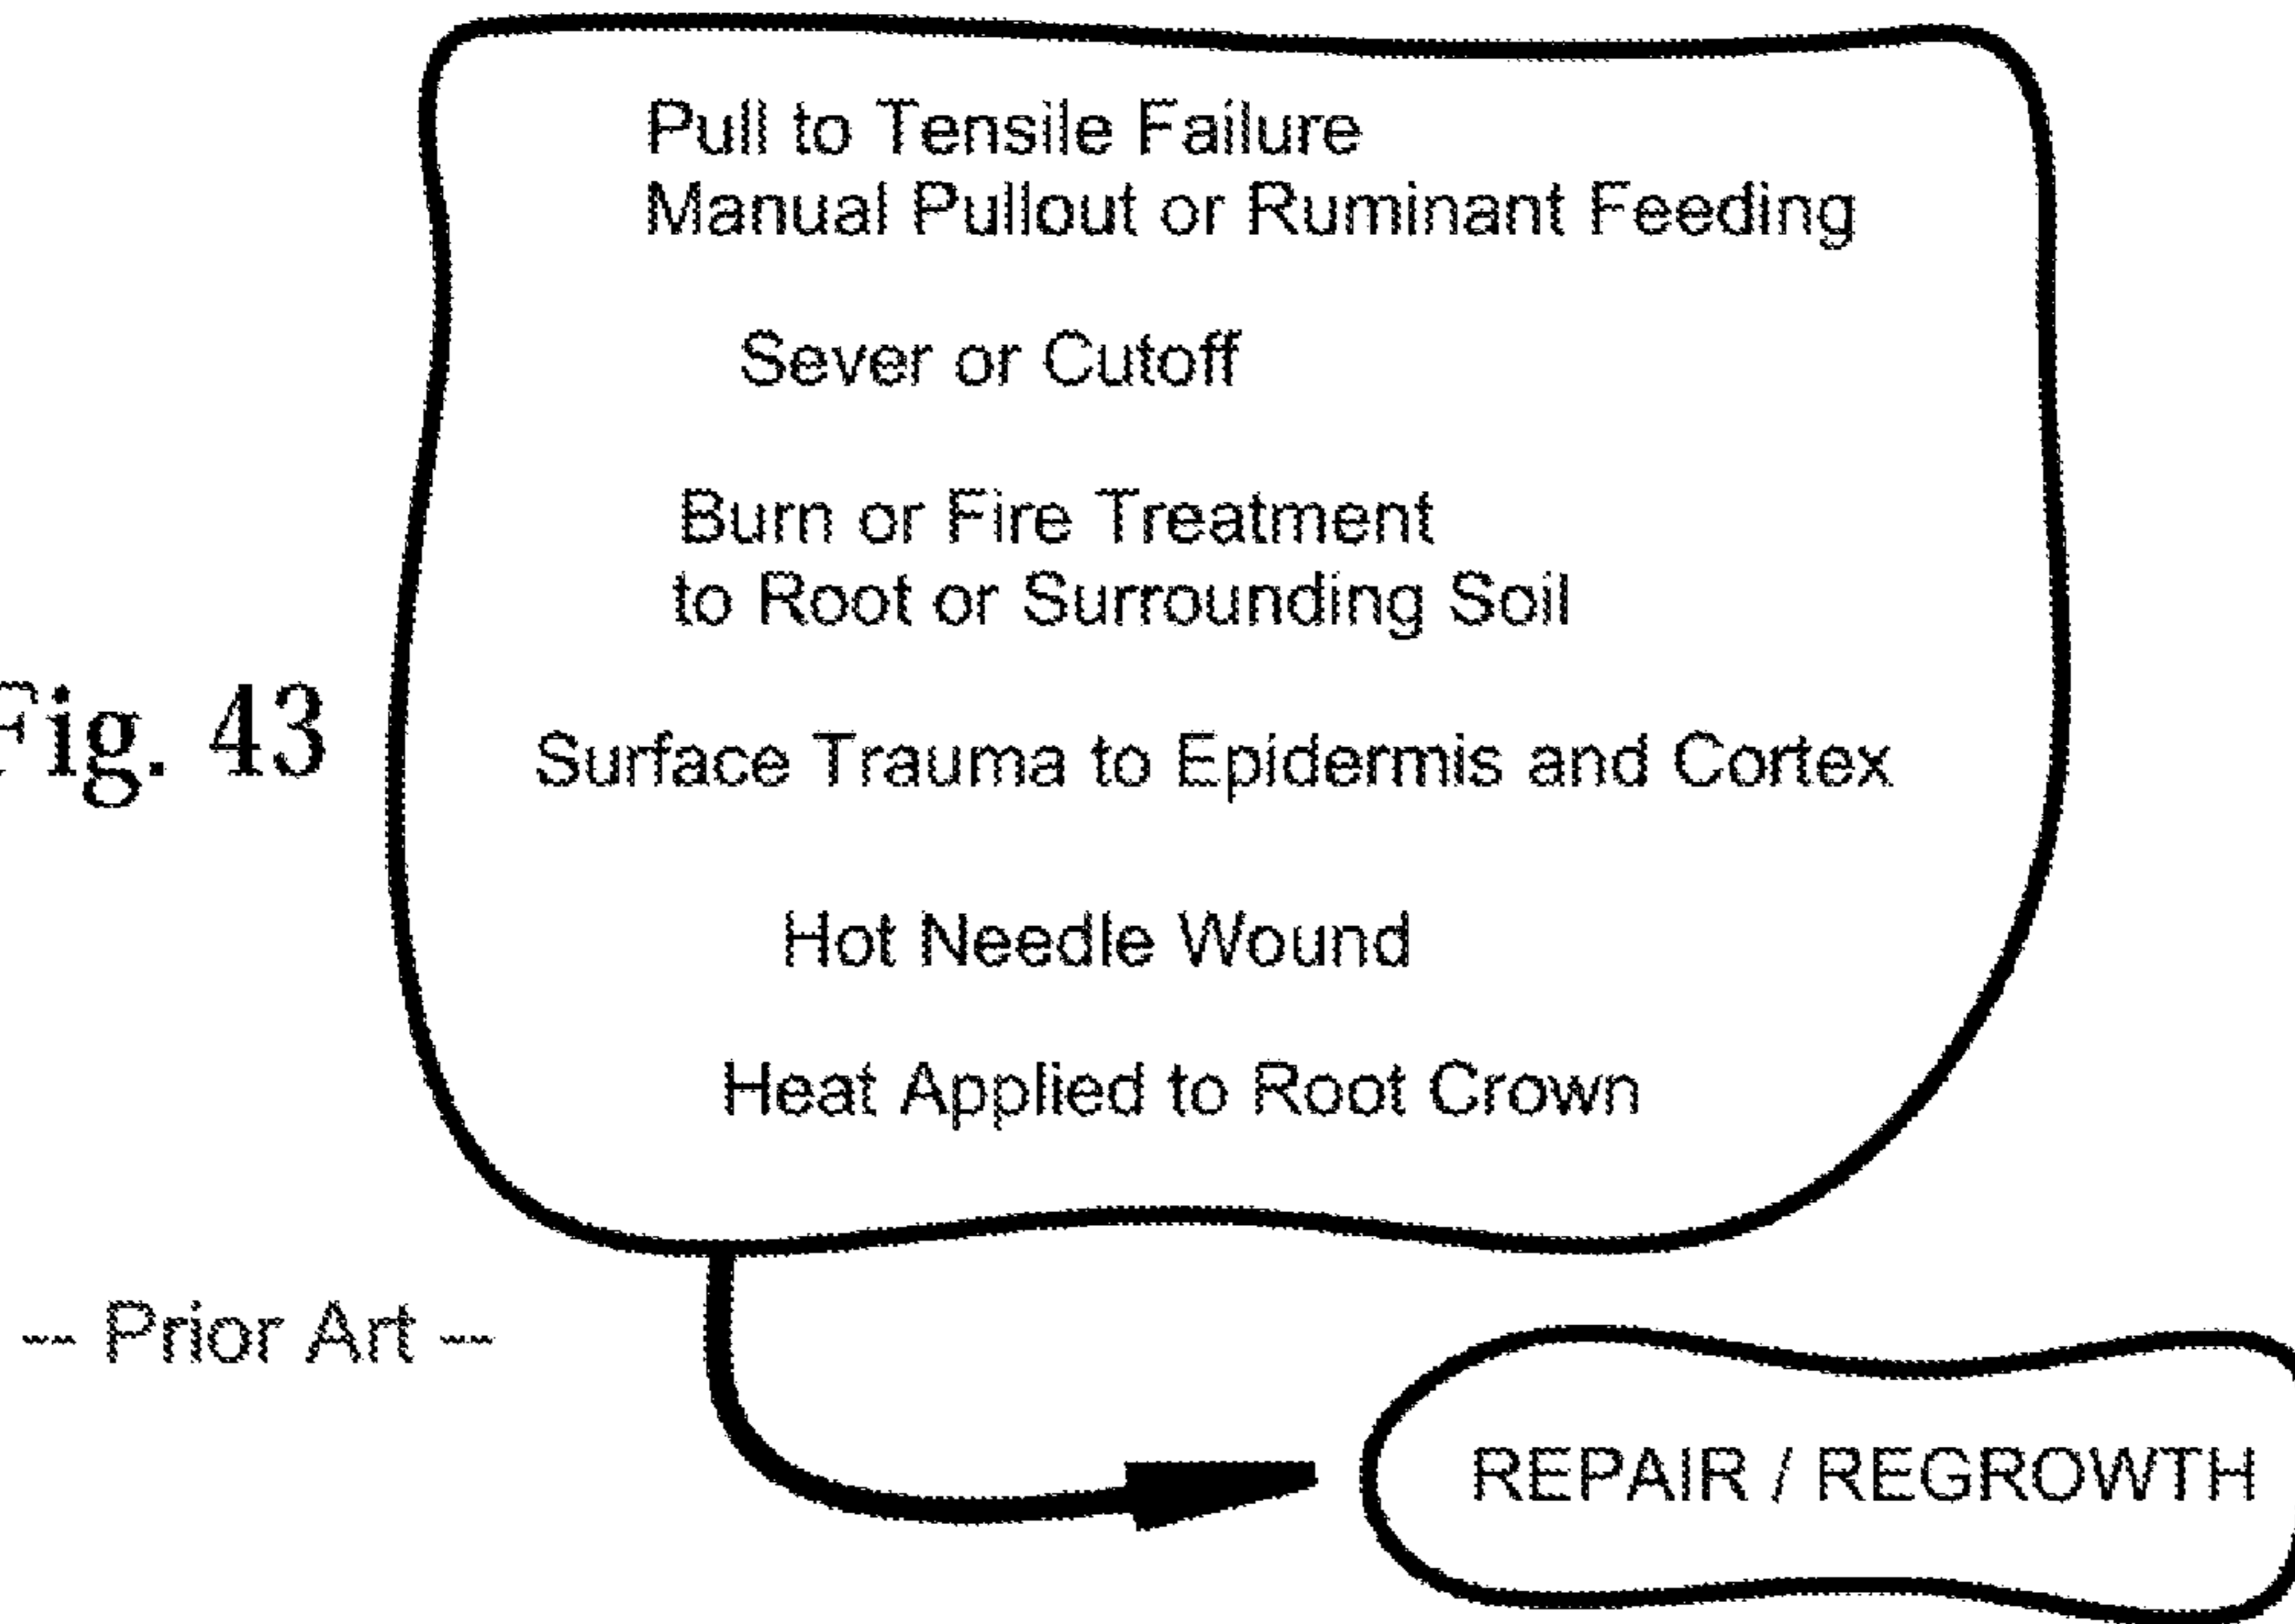 Pull to Tensile Failure
Manual Pullout or Ruminant Feeding
Sever or Cutoff
Burn or Fire Treatment
to Root or Surrounding Soil
Fig. 43
Surface Trauma to Epidermis and Cortex
Hot Needle Wound
Heat Applied to Root Crown
-- Prior Art --
REPAIR / REGROWTH